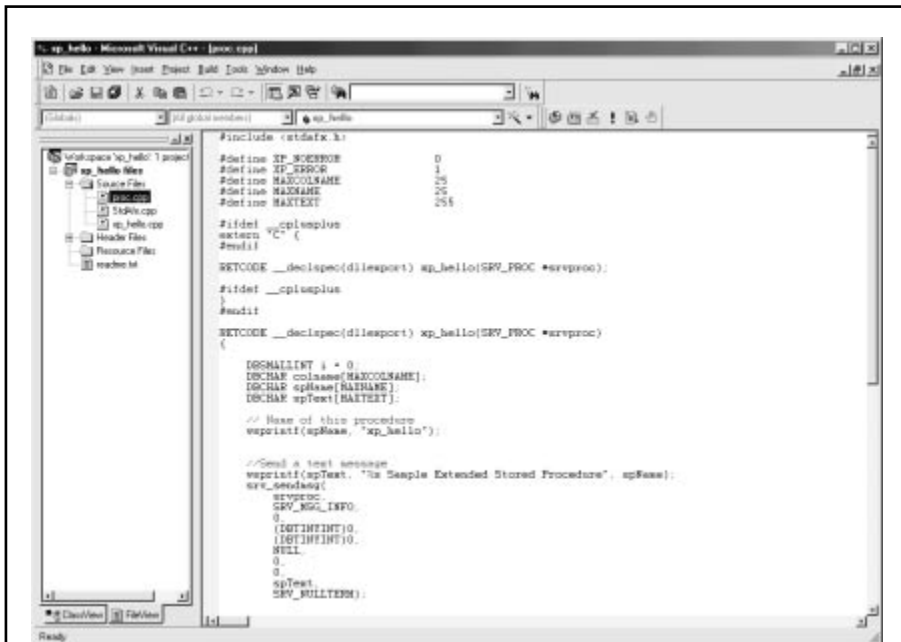 xp_hello - Microsoft Visual C++ - [proc.cpp]
File Edit View Insert Project Build Tools Window Help
(Globals) (All global members) xp_hello
Workspace 'xp_hello': 1 project
xp_hello files
Source Files
proc.cpp
StdAfx.cpp
xp_hello.cpp
Header Files
Resource Files
readme.txt
ClassView FileView
#include <stdafx.h>
#define XP_NOERROR 0
#define XP_ERROR 1
#define MAXCOLNAME 25
#define MAXNAME 25
#define MAXTEXT 255
#ifdef __cplusplus
extern "C" {
#endif
RETCODE __declspec(dllexport) xp_hello(SRV_PROC *srvproc);
#ifdef __cplusplus
}
#endif
RETCODE __declspec(dllexport) xp_hello(SRV_PROC *srvproc)
{
DBSMALLINT i = 0;
DBCHAR colname[MAXCOLNAME];
DBCHAR spName[MAXNAME];
DBCHAR spText[MAXTEXT];
// Name of this procedure
wsprintf(spName, "xp_hello");
//Send a text message
wsprintf(spText, "%s Sample Extended Stored Procedure", spName);
srv_sendmsg(
srvproc,
SRV_MSG_INFO,
0,
(DBTINYINT)0,
(DBTINYINT)0,
NULL,
0,
0,
spText,
SRV_NULLTERM);
Ready